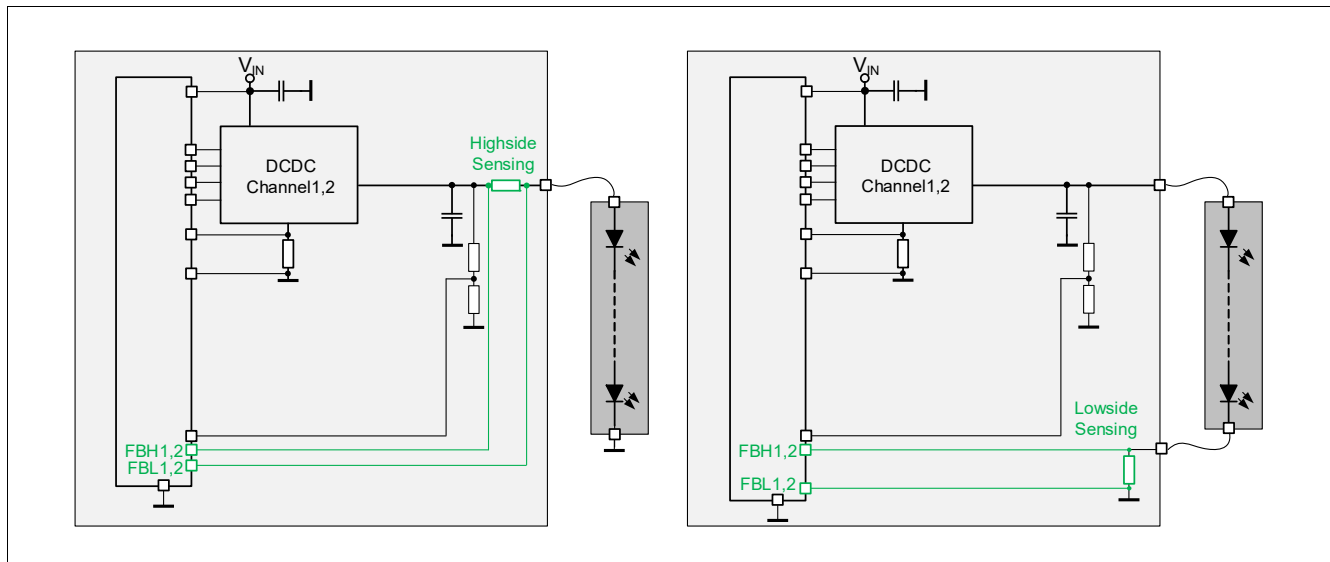 VIN
DCDC
Channel1,2
Highside
Sensing
FBH1,2
FBL1,2
VIN
DCDC
Channel1,2
Lowside
Sensing
FBH1,2
FBL1,2